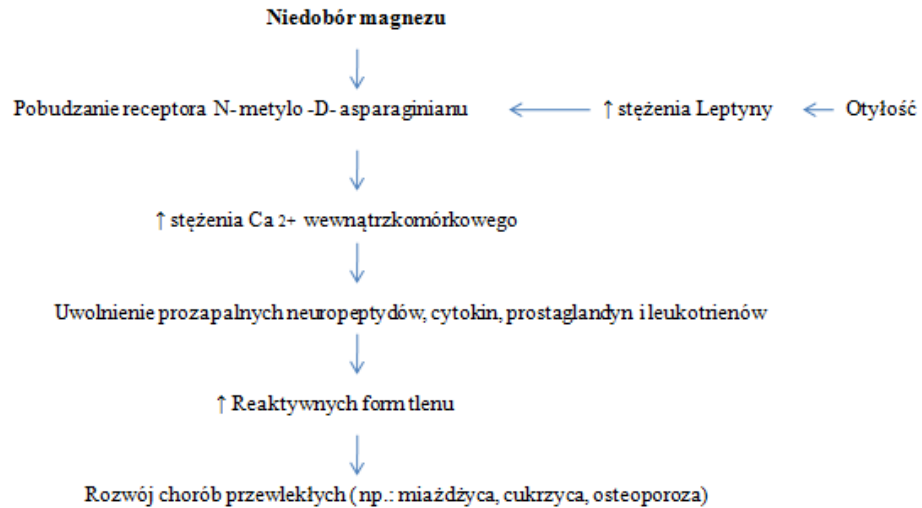 Niedobór magnezu
Pobudzanie receptora N- metylo -D- asparaginianu
↑ stężenia Leptyny
Otyłość
↑ stężenia Ca 2+ wewnątrzkomórkowego
Uwolnienie prozapalnych neuropeptydów, cytokin, prostaglandyn i leukotrienów
↑ Reaktywnych form tlenu
Rozwój chorób przewlekłych ( np.: miażdżyca, cukrzyca, osteoporoza)